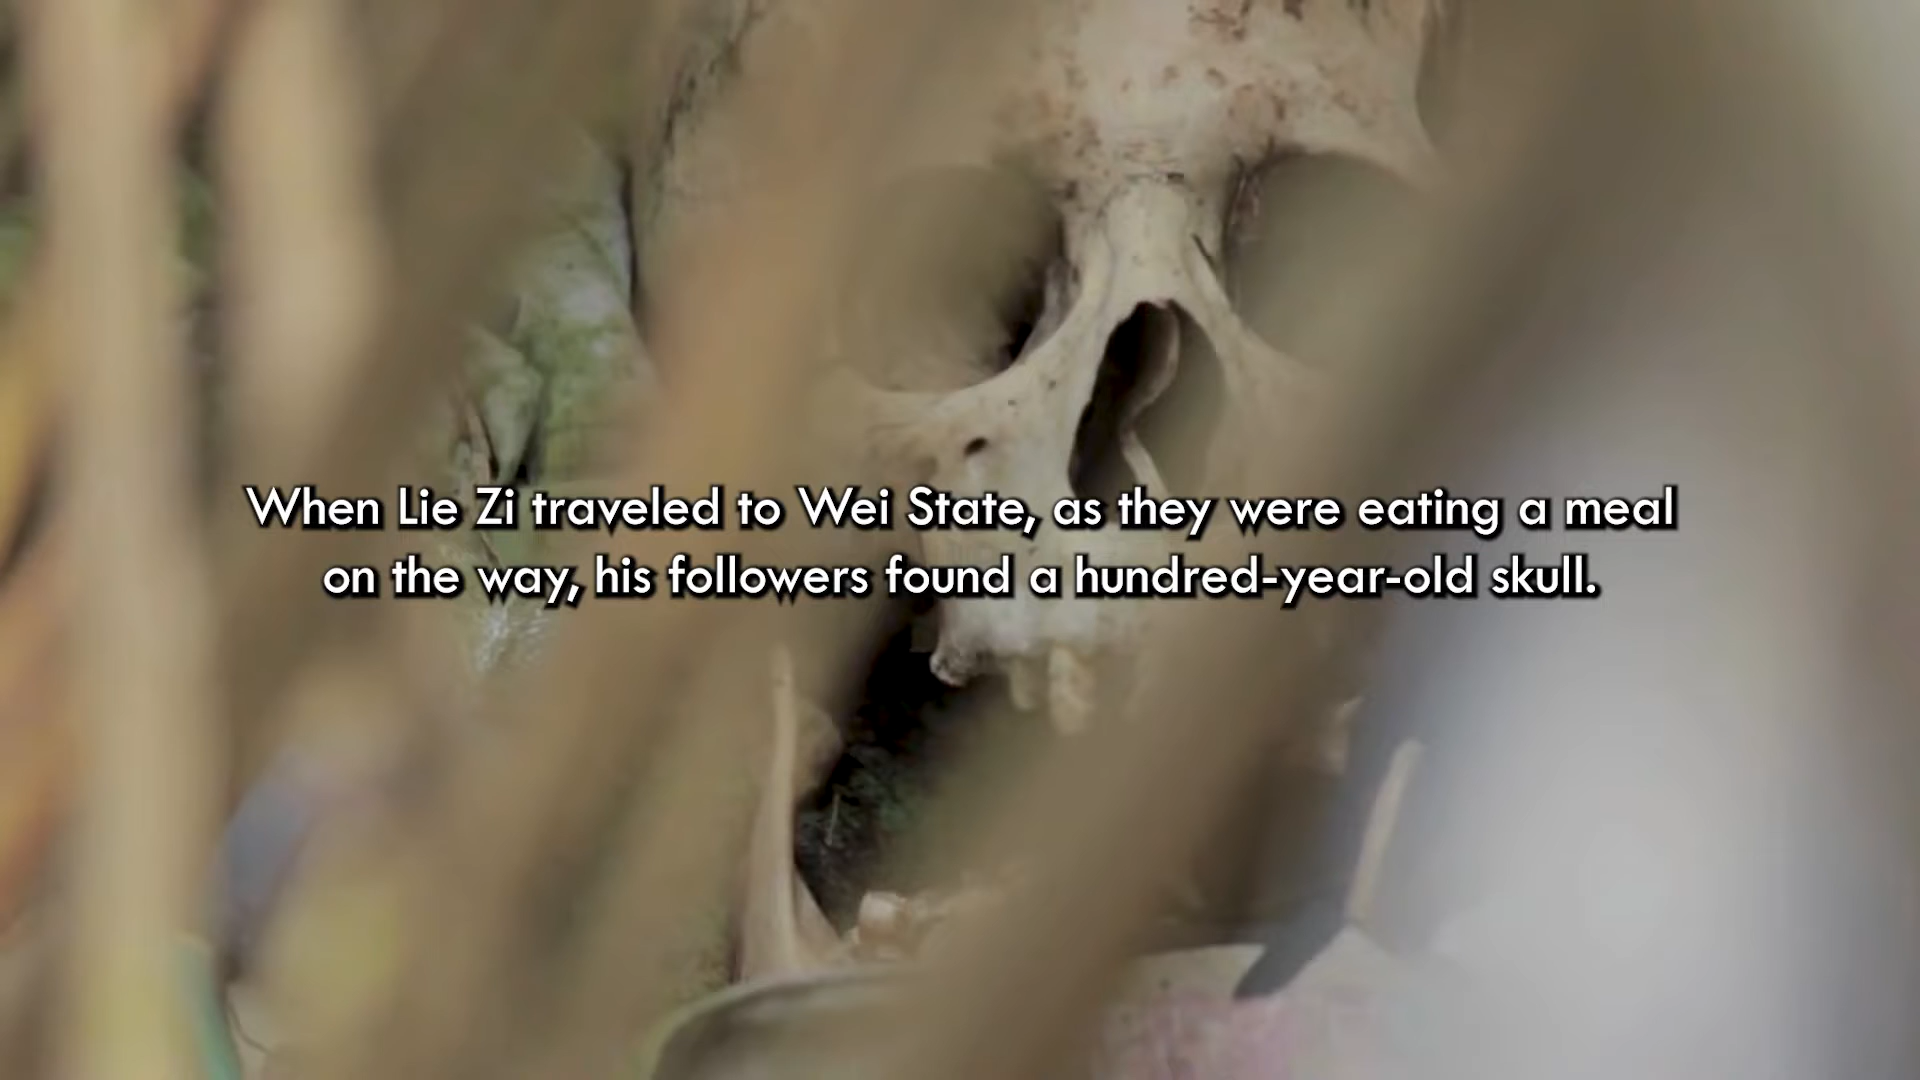 When Lie Zi traveled to Wei State, as they were eating a meal
on the way, his followers found a hundred-year-old skull.